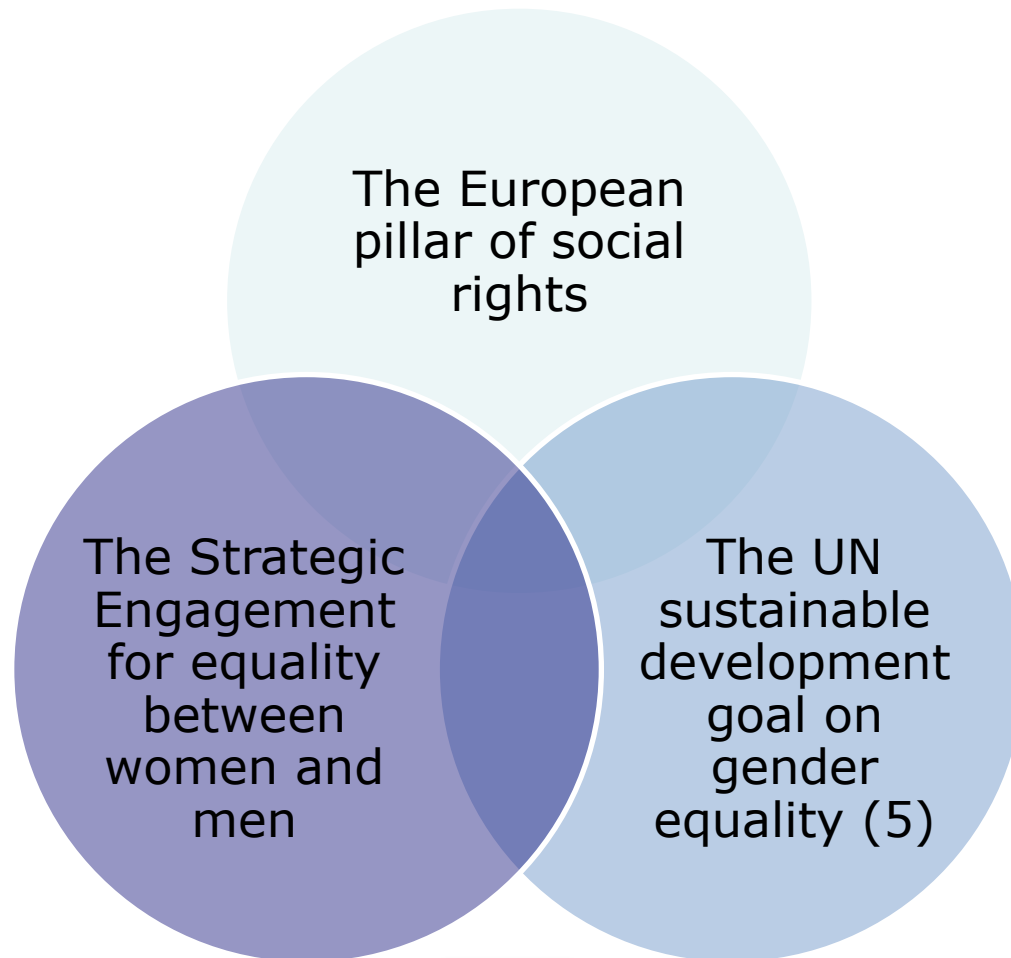 The European
pillar of social
rights
The Strategic
Engagement
for equality
between
women and
men
The UN
sustainable
development
goal on
gender
equality (5)